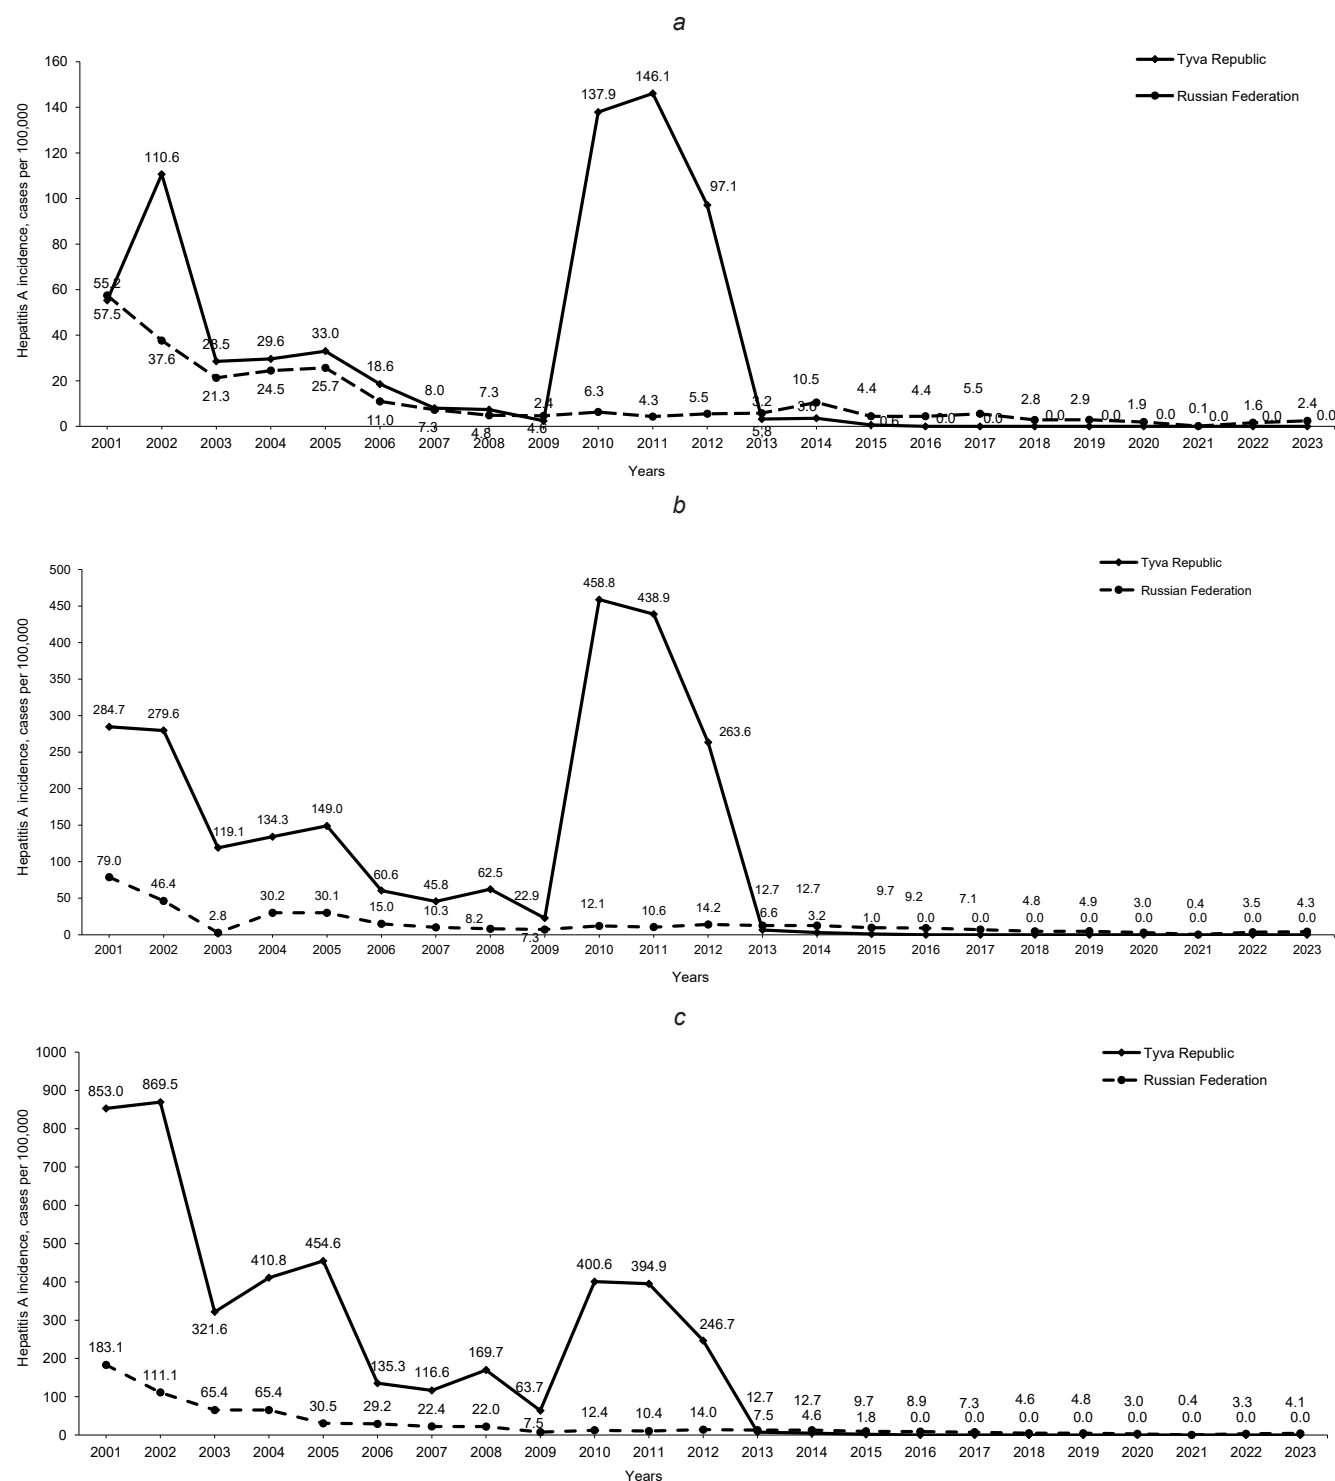 a
Tyva Republic
Russian Federation
Hepatitis A incidence, cases per 100,000
160
140
120
100
80
60
40
20
0
55.2 110.6 28.5 29.6 33.0 18.6 8.0 7.3 2.4 137.9 146.1 97.1 3.2 3.6 0.6 0.0 0.0 0.0 0.0 0.0 0.0 0.0 0.0
57.5 37.6 21.3 24.5 25.7 11.0 7.3 4.8 4.6 6.3 4.3 5.5 5.8 10.5 4.4 4.4 5.5 2.8 2.9 1.9 0.1 1.6 2.4
2001 2002 2003 2004 2005 2006 2007 2008 2009 2010 2011 2012 2013 2014 2015 2016 2017 2018 2019 2020 2021 2022 2023
Years
b
Tyva Republic
Russian Federation
Hepatitis A incidence, cases per 100,000
500
450
400
350
300
250
200
150
100
50
0
284.7 279.6 119.1 134.3 149.0 60.6 45.8 62.5 22.9 458.8 438.9 263.6 6.6 3.2 1.0 0.0 0.0 0.0 0.0 0.0 0.0 0.0 0.0
79.0 46.4 2.8 30.2 30.1 15.0 10.3 8.2 7.3 12.1 10.6 14.2 12.7 12.7 9.7 9.2 7.1 4.8 4.9 3.0 0.4 3.5 4.3
2001 2002 2003 2004 2005 2006 2007 2008 2009 2010 2011 2012 2013 2014 2015 2016 2017 2018 2019 2020 2021 2022 2023
Years
c
Tyva Republic
Russian Federation
Hepatitis A incidence, cases per 100,000
1000
900
800
700
600
500
400
300
200
100
0
853.0 869.5 321.6 410.8 454.6 135.3 116.6 169.7 63.7 400.6 394.9 246.7 7.5 4.6 1.8 0.0 0.0 0.0 0.0 0.0 0.0 0.0 0.0
183.1 111.1 65.4 65.4 30.5 29.2 22.4 22.0 7.5 12.4 10.4 14.0 12.7 12.7 9.7 8.9 7.3 4.6 4.8 3.0 0.4 3.3 4.1
2001 2002 2003 2004 2005 2006 2007 2008 2009 2010 2011 2012 2013 2014 2015 2016 2017 2018 2019 2020 2021 2022 2023
Years